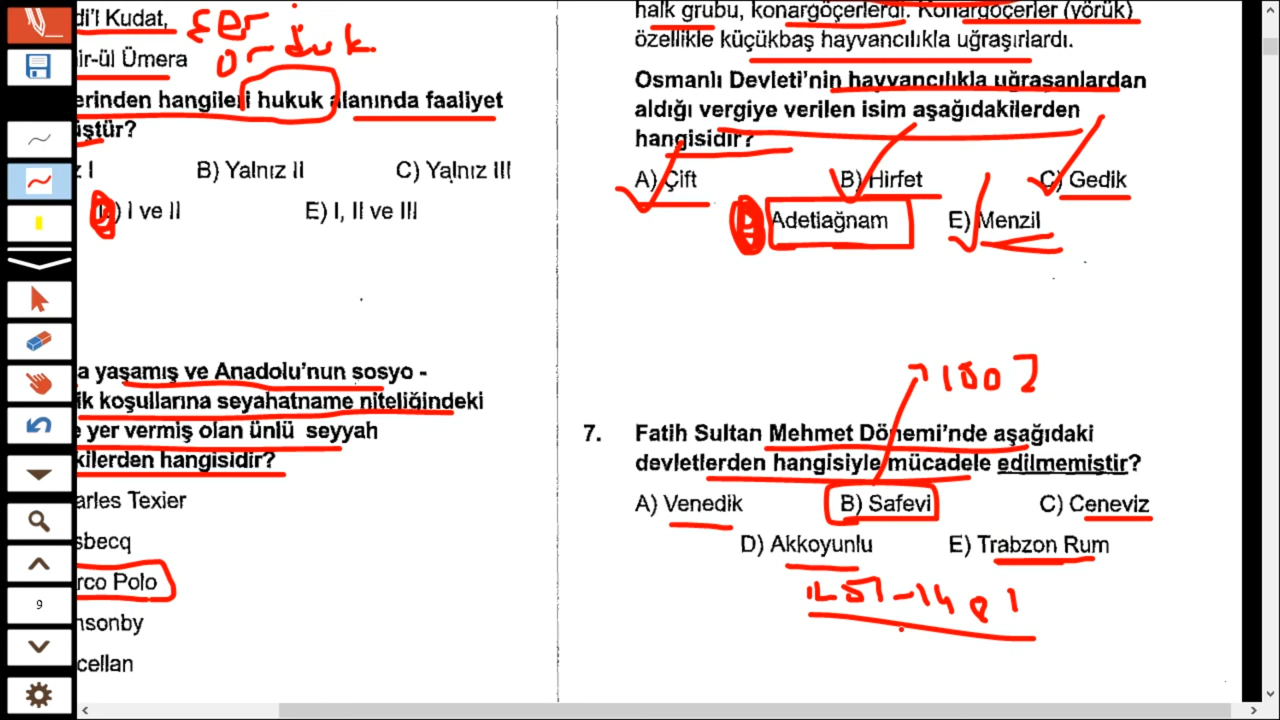 di'l Kudat,
şer
ir-ül Ümera
örduk
erinden hangileri hukuk alanında faaliyet
üştür?
z I B) Yalnız II C) Yalnız III
D) I ve II E) I, II ve III
a yaşamış ve Anadolu'nun sosyo -
ik koşullarına seyahatname niteliğindeki
e yer vermiş olan ünlü seyyah
kilerden hangisidir?
arles Texier
sbecq
rco Polo
nsonby
cellan
halk grubu, konargöçerlerdi. Konargöçerler (yörük)
özellikle küçükbaş hayvancılıkla uğraşırlardı.
Osmanlı Devleti'nin hayvancılıkla uğraşanlardan
aldığı vergiye verilen isim aşağıdakilerden
hangisidir?
A) Çift B) Hirfet C) Gedik
Adetiağnam E) Menzil
7. Fatih Sultan Mehmet Dönemi'nde aşağıdaki
devletlerden hangisiyle mücadele edilmemiştir?
A) Venedik B) Safevi C) Ceneviz
D) Akkoyunlu E) Trabzon Rum
1451-1481
9